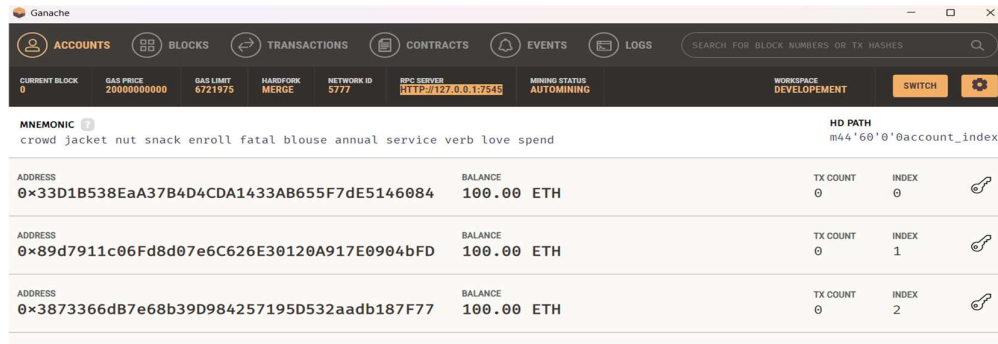 Ganache
ACCOUNTS BLOCKS TRANSACTIONS CONTRACTS EVENTS LOGS SEARCH FOR BLOCK NUMBERS OR TX HASHES
CURRENT BLOCK GAS PRICE GAS LIMIT HARDFORK NETWORK ID RPC SERVER MINING STATUS WORKSPACE
0 20000000000 6721975 MERGE 5777 HTTP://127.0.0.1:7545 AUTOMINING DEVELOPEMENT SWITCH
MNEMONIC ? HD PATH
crowd jacket nut snack enroll fatal blouse annual service verb love spend m44'60'0'0account_index
ADDRESS BALANCE TX COUNT INDEX
0×33D1B538EaA37B4D4CDA1433AB655F7dE5146084 100.00 ETH 0 0
ADDRESS BALANCE TX COUNT INDEX
0×89d7911c06Fd8d07e6C626E30120A917E0904bFD 100.00 ETH 0 1
ADDRESS BALANCE TX COUNT INDEX
0×3873366dB7e68b39D984257195D532aadb187F77 100.00 ETH 0 2